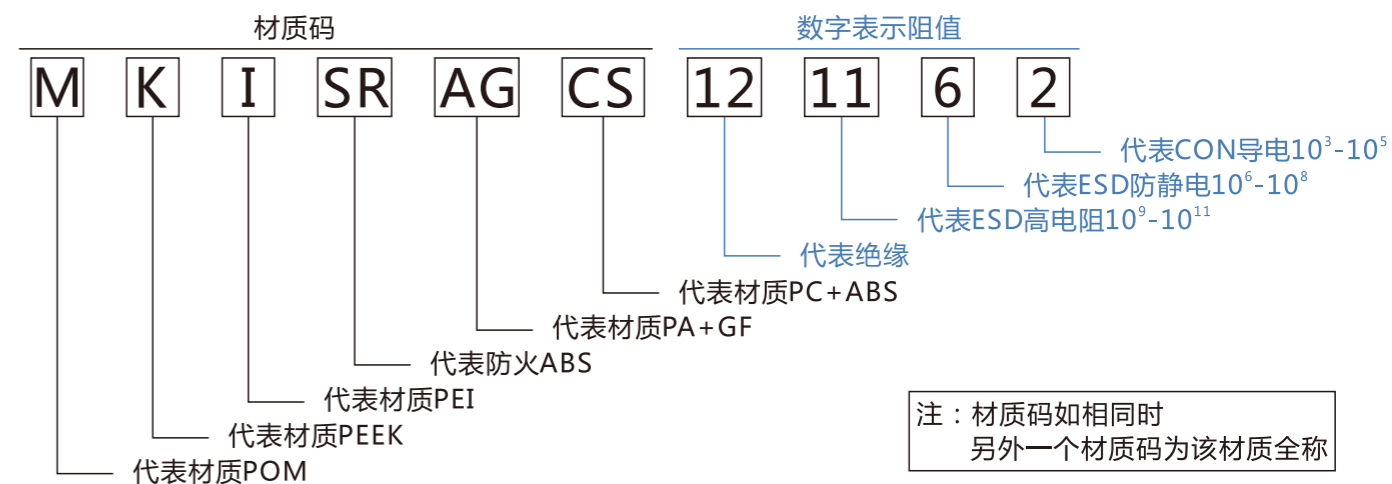 材质码
数字表示阻值
M K I SR AG CS 12 11 6 2
代表CON导电10³-10⁵
代表ESD防静电10⁶-10⁸
代表ESD高电阻10⁹-10¹¹
代表绝缘
代表材质PC+ABS
代表材质PA+GF
代表防火ABS
代表材质PEI
代表材质PEEK
代表材质POM
注：材质码如相同时
另外一个材质码为该材质全称